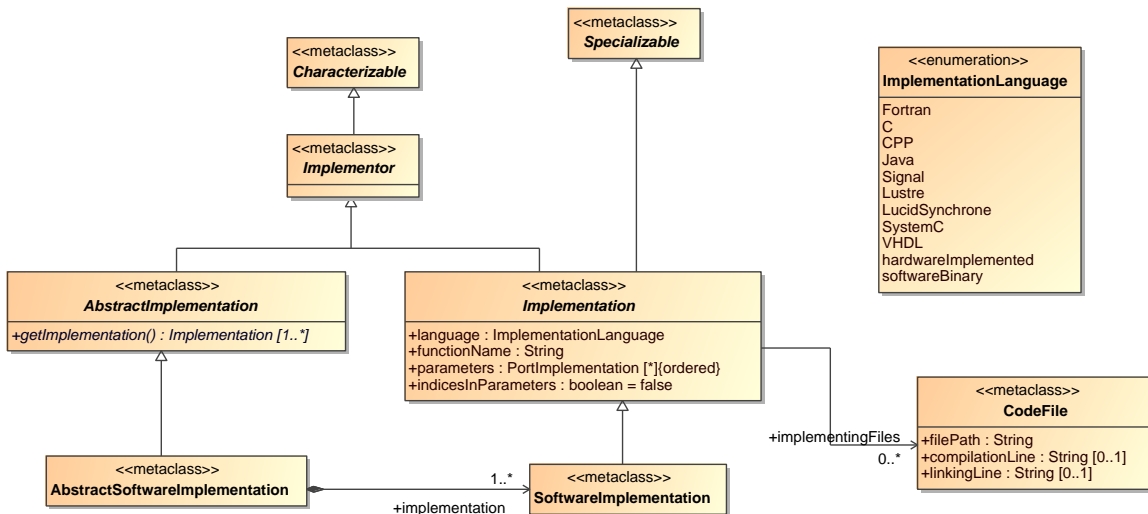 <<metaclass>>
Specializable
<<metaclass>>
Characterizable
<<enumeration>>
ImplementationLanguage
Fortran
C
CPP
Java
Signal
Lustre
LucidSynchrone
SystemC
VHDL
hardwareImplemented
softwareBinary
<<metaclass>>
Implementor
<<metaclass>>
AbstractImplementation
+getImplementation() : Implementation [1..*]
<<metaclass>>
Implementation
+language : ImplementationLanguage
+functionName : String
+parameters : PortImplementation [*]{ordered}
+indicesInParameters : boolean = false
<<metaclass>>
CodeFile
+filePath : String
+compilationLine : String [0..1]
+linkingLine : String [0..1]
+implementingFiles
0..*
<<metaclass>>
AbstractSoftwareImplementation
1..*
+implementation
<<metaclass>>
SoftwareImplementation